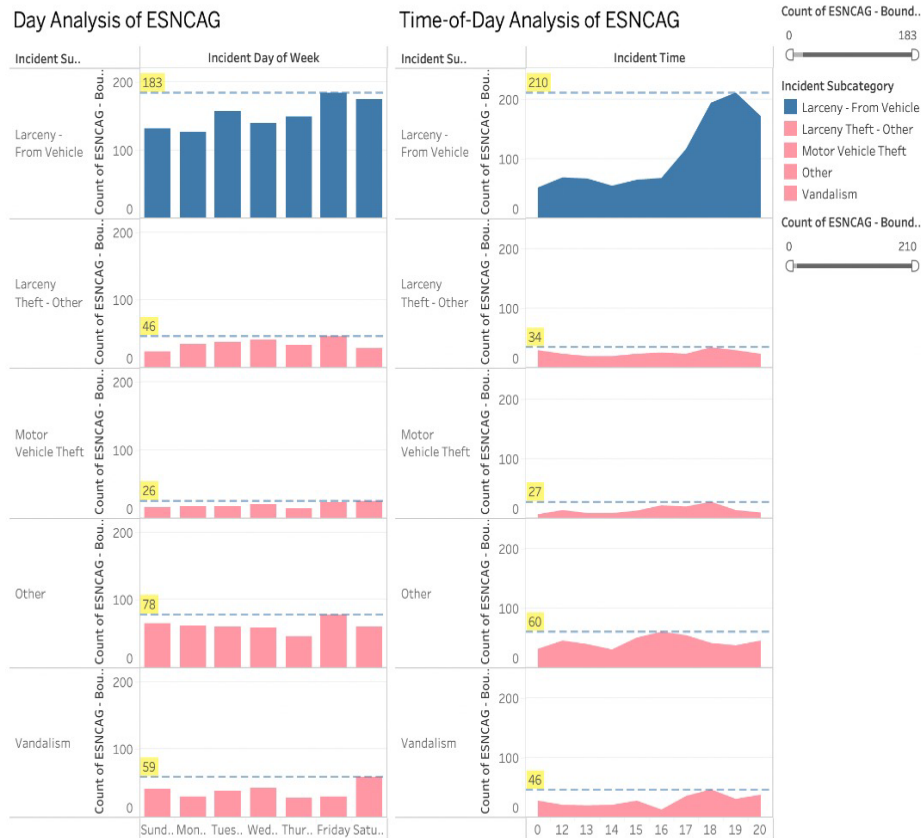 Day Analysis of ESNCAG
Incident Su..
Incident Day of Week
Larceny -
From Vehicle
Count of ESNCAG - Bou..
200
100
0
183
Larceny
Theft - Other
Count of ESNCAG - Bou..
200
100
0
46
Motor
Vehicle Theft
Count of ESNCAG - Bou..
200
100
0
26
Other
Count of ESNCAG - Bou..
200
100
0
78
Vandalism
Count of ESNCAG - Bou..
200
100
0
59
Sund.. Mon.. Tues.. Wed.. Thur.. Friday Satu..
Time-of-Day Analysis of ESNCAG
Incident Su..
Incident Time
Larceny -
From Vehicle
Count of ESNCAG - Bou..
200
100
0
210
Larceny
Theft - Other
Count of ESNCAG - Bou..
200
100
0
34
Motor
Vehicle Theft
Count of ESNCAG - Bou..
200
100
0
27
Other
Count of ESNCAG - Bou..
200
100
0
60
Vandalism
Count of ESNCAG - Bou..
200
100
0
46
0 12 13 14 15 16 17 18 19 20
Count of ESNCAG - Bound..
0 183
Incident Subcategory
Larceny - From Vehicle
Larceny Theft - Other
Motor Vehicle Theft
Other
Vandalism
Count of ESNCAG - Bound..
0 210